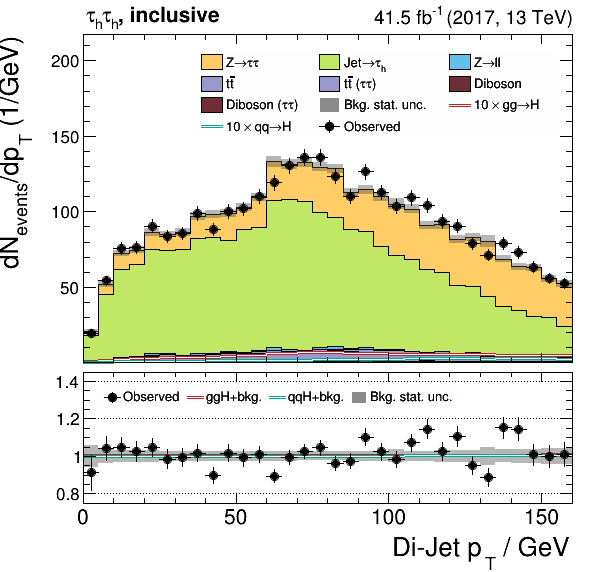 τhτh, inclusive 41.5 fb⁻¹ (2017, 13 TeV)
dNevents/dpT (1/GeV)
200
150
100
50
Z→ττ Jet→τh Z→ll
tt̄ tt̄ (ττ) Diboson
Diboson (ττ) Bkg. stat. unc. 10 × gg→H
10 × qq→H Observed
1.4
1.2
1
0.8
Observed ggH+bkg. qqH+bkg. Bkg. stat. unc.
0 50 100 150
Di-Jet pT / GeV